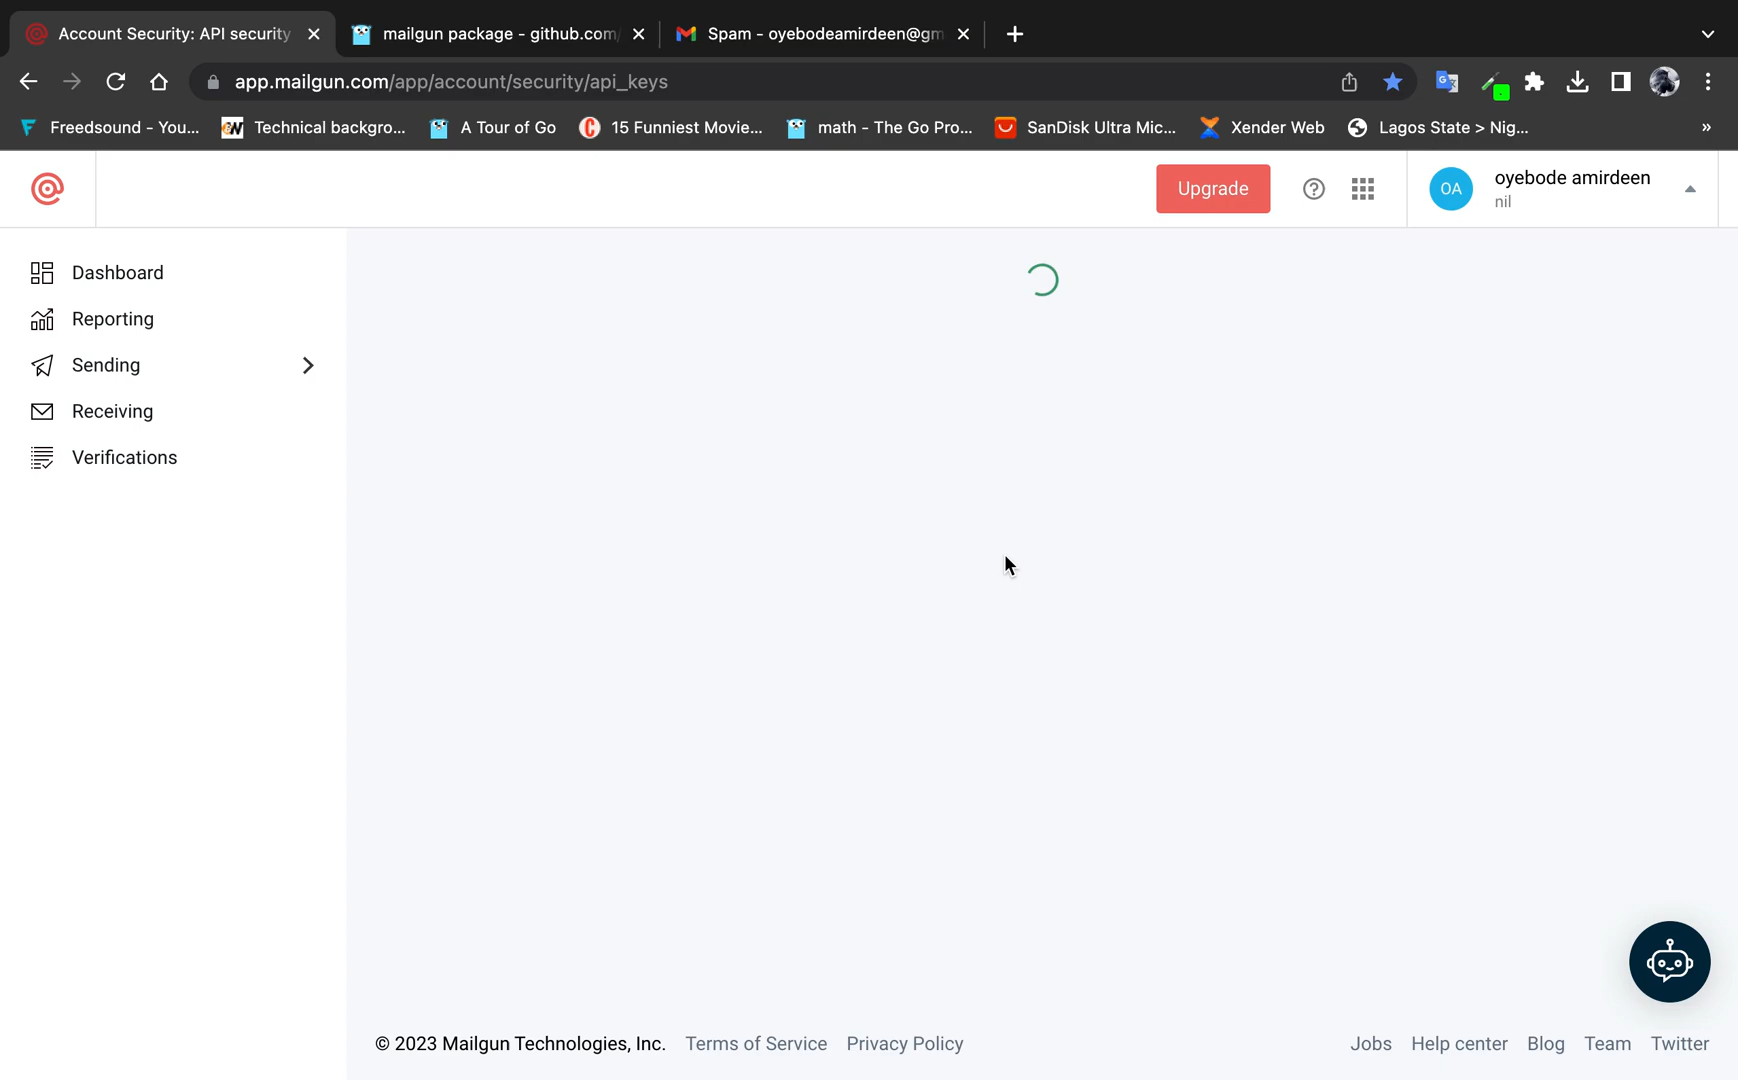 Account Security: API security
mailgun package - github.com/
Spam - oyebodeamirdeen@gm
app.mailgun.com/app/account/security/api_keys
Freedsound - You...
Technical backgro...
A Tour of Go
15 Funniest Movie...
math - The Go Pro...
SanDisk Ultra Mic...
Xender Web
Lagos State > Nig...
»
Upgrade
OA
oyebode amirdeen
nil
Dashboard
Reporting
Sending
Receiving
Verifications
© 2023 Mailgun Technologies, Inc. Terms of Service Privacy Policy
Jobs Help center Blog Team Twitter